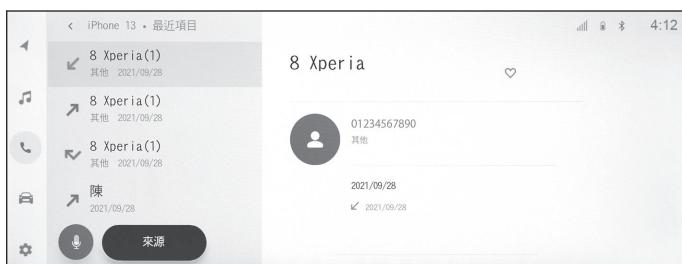 iPhone 13 • 最近項目
4:12
8 Xperia(1)
其他 2021/09/28
8 Xperia(1)
其他 2021/09/28
8 Xperia(1)
其他 2021/09/28
陳
2021/09/28
來源
8 Xperia
01234567890
其他
2021/09/28
2021/09/28